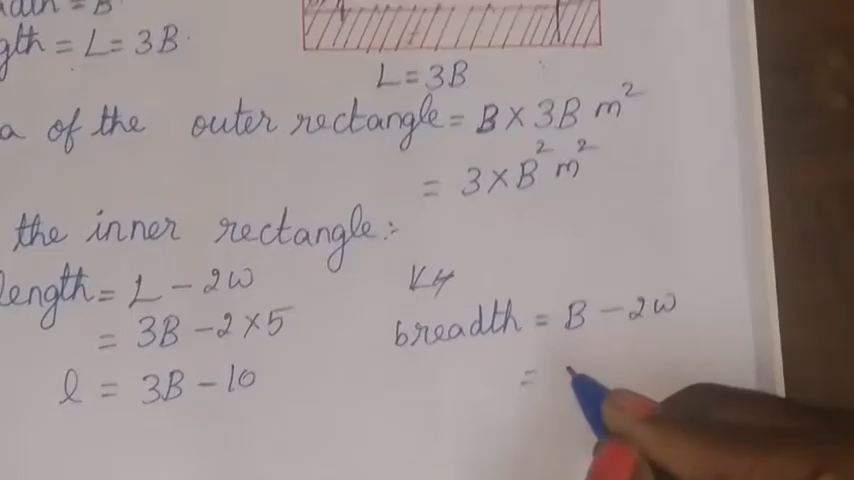 = B
= L = 3B
L = 3B
of the outer rectangle = B × 3B m²
= 3 × B² m²
the inner rectangle :-
length = L - 2w
= 3B - 2 × 5
l = 3B - 10
breadth = B - 2w
=